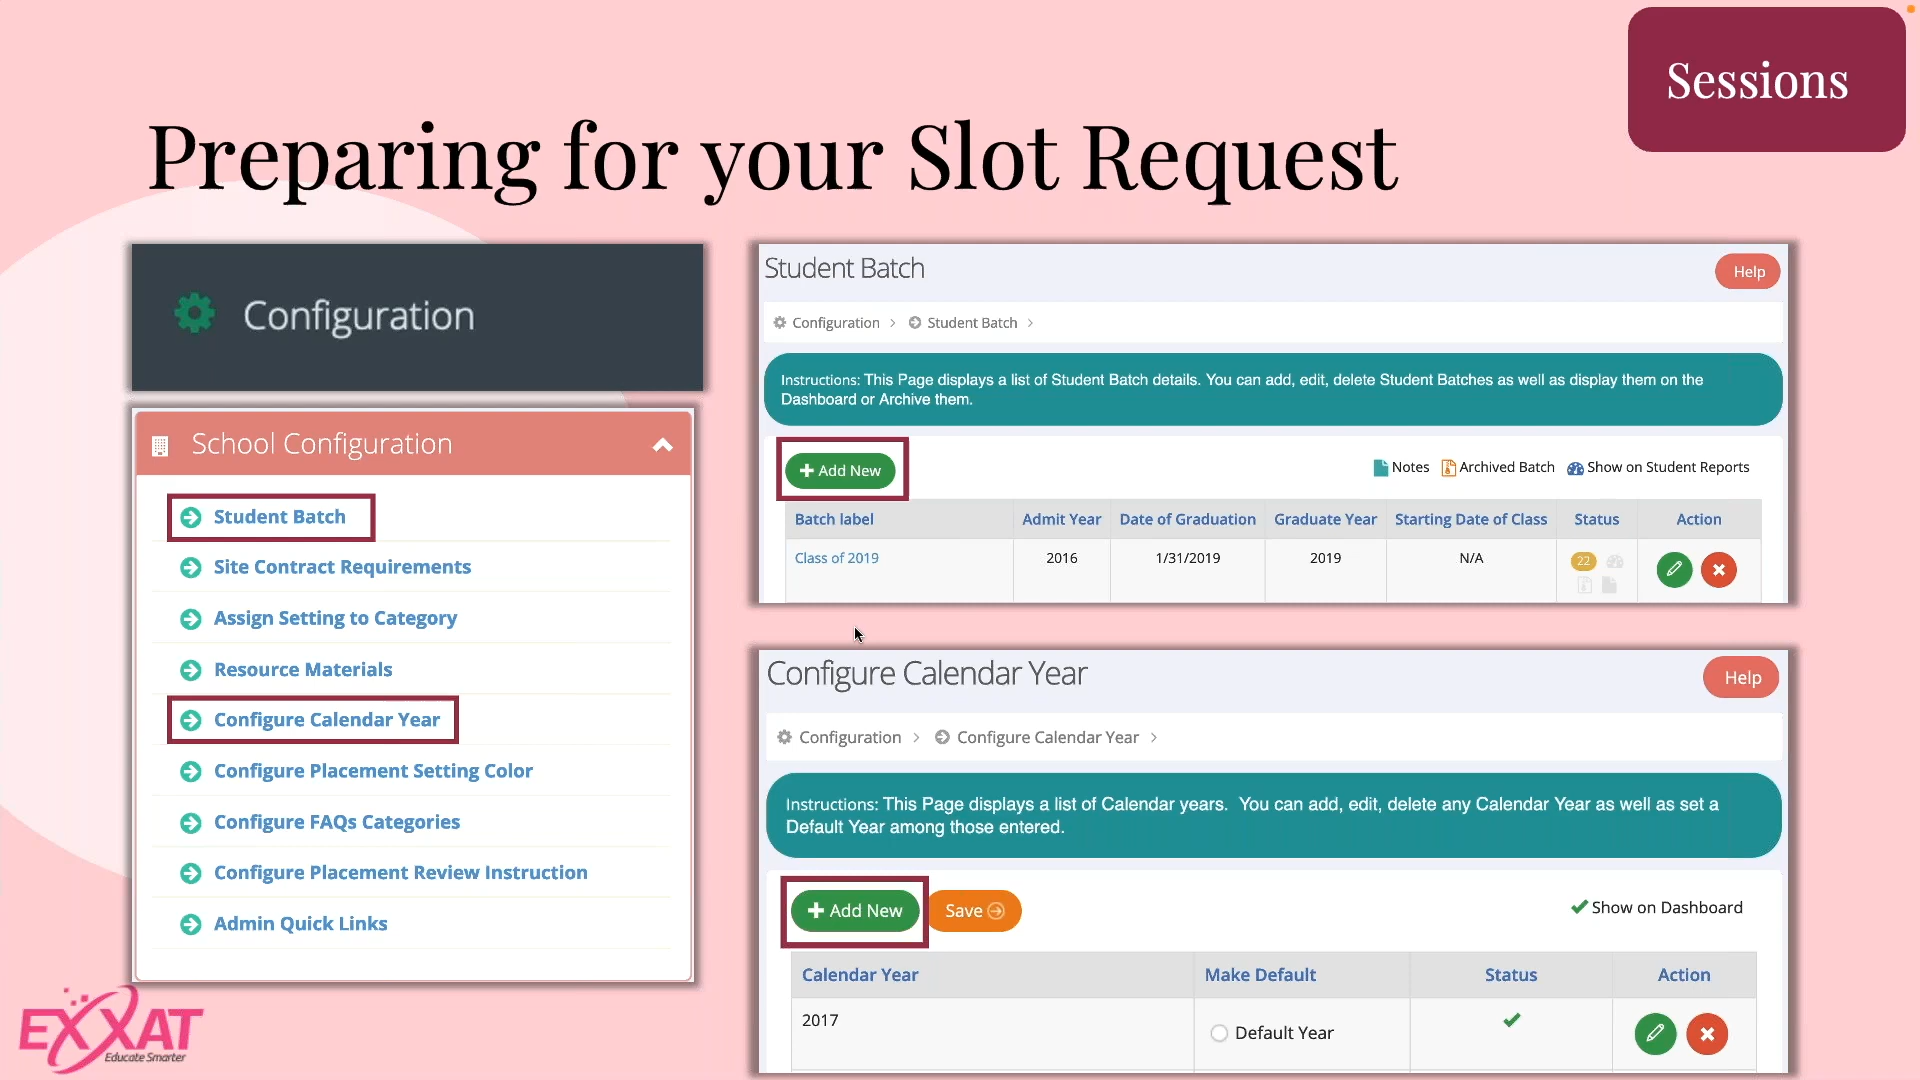 Sessions
Preparing for your Slot Request
Configuration
School Configuration
Student Batch
Site Contract Requirements
Assign Setting to Category
Resource Materials
Configure Calendar Year
Configure Placement Setting Color
Configure FAQs Categories
Configure Placement Review Instruction
Admin Quick Links
EXXAT
Educate Smarter
Student Batch
Help
Configuration > Student Batch >
Instructions: This Page displays a list of Student Batch details. You can add, edit, delete Student Batches as well as display them on the
Dashboard or Archive them.
+ Add New
Notes Archived Batch Show on Student Reports
Batch label Admit Year Date of Graduation Graduate Year Starting Date of Class Status Action
Class of 2019 2016 1/31/2019 2019 N/A 22
Configure Calendar Year
Help
Configuration > Configure Calendar Year >
Instructions: This Page displays a list of Calendar years.  You can add, edit, delete any Calendar Year as well as set a
Default Year among those entered.
+ Add New Save
Show on Dashboard
Calendar Year Make Default Status Action
2017 Default Year